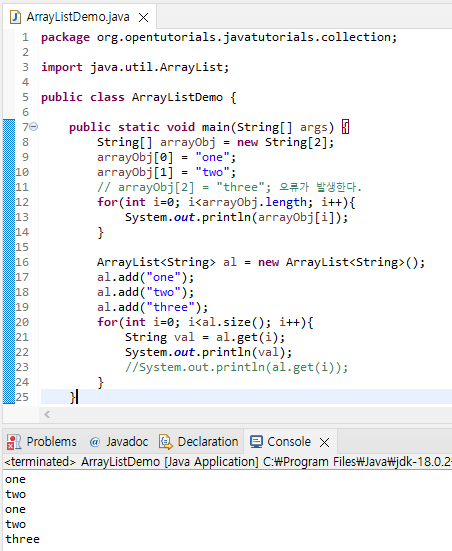 ArrayListDemo.java
1 package org.opentutorials.javatutorials.collection;
2
3 import java.util.ArrayList;
4
5 public class ArrayListDemo {
6
7 public static void main(String[] args) {
8 String[] arrayObj = new String[2];
9 arrayObj[0] = "one";
10 arrayObj[1] = "two";
11 // arrayObj[2] = "three"; 오류가 발생한다.
12 for(int i=0; i<arrayObj.length; i++){
13 System.out.println(arrayObj[i]);
14 }
15
16 ArrayList<String> al = new ArrayList<String>();
17 al.add("one");
18 al.add("two");
19 al.add("three");
20 for(int i=0; i<al.size(); i++){
21 String val = al.get(i);
22 System.out.println(val);
23 //System.out.println(al.get(i));
24 }
25 }
Problems @ Javadoc Declaration Console
<terminated> ArrayListDemo [Java Application] C:₩Program Files₩Java₩jdk-18.0.2
one
two
one
two
three